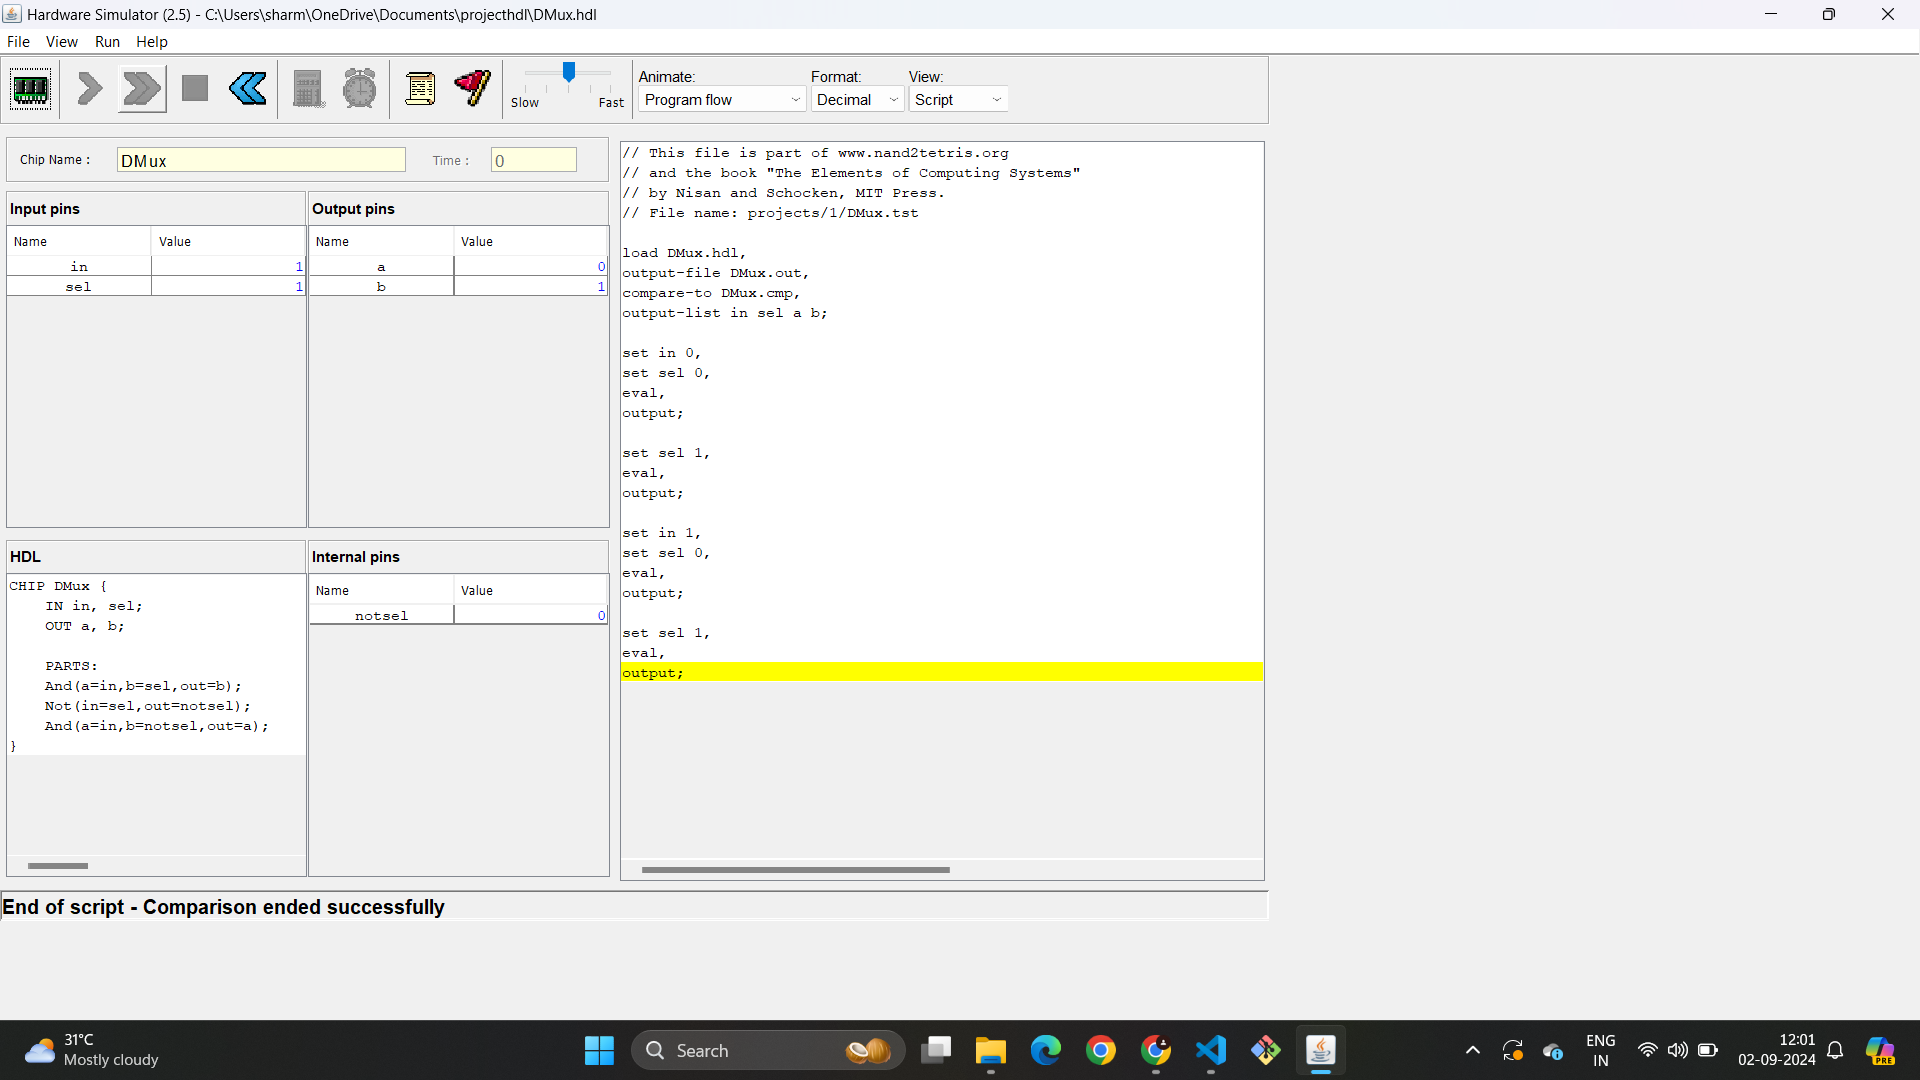 Hardware Simulator (2.5) - C:\Users\sharm\OneDrive\Documents\projecthdl\DMux.hdl
File View Run Help
Slow Fast
Animate: Format: View:
Program flow Decimal Script
Chip Name : DMux Time : 0
Input pins
Name Value
in 1
sel 1
Output pins
Name Value
a 0
b 1
HDL
CHIP DMux {
    IN in, sel;
    OUT a, b;

    PARTS:
    And(a=in,b=sel,out=b);
    Not(in=sel,out=notsel);
    And(a=in,b=notsel,out=a);
}
Internal pins
Name Value
notsel 0
// This file is part of www.nand2tetris.org
// and the book "The Elements of Computing Systems"
// by Nisan and Schocken, MIT Press.
// File name: projects/1/DMux.tst

load DMux.hdl,
output-file DMux.out,
compare-to DMux.cmp,
output-list in sel a b;

set in 0,
set sel 0,
eval,
output;

set sel 1,
eval,
output;

set in 1,
set sel 0,
eval,
output;

set sel 1,
eval,
output;
End of script - Comparison ended successfully
31°C
Mostly cloudy
Search
ENG
IN
12:01
02-09-2024
PRE